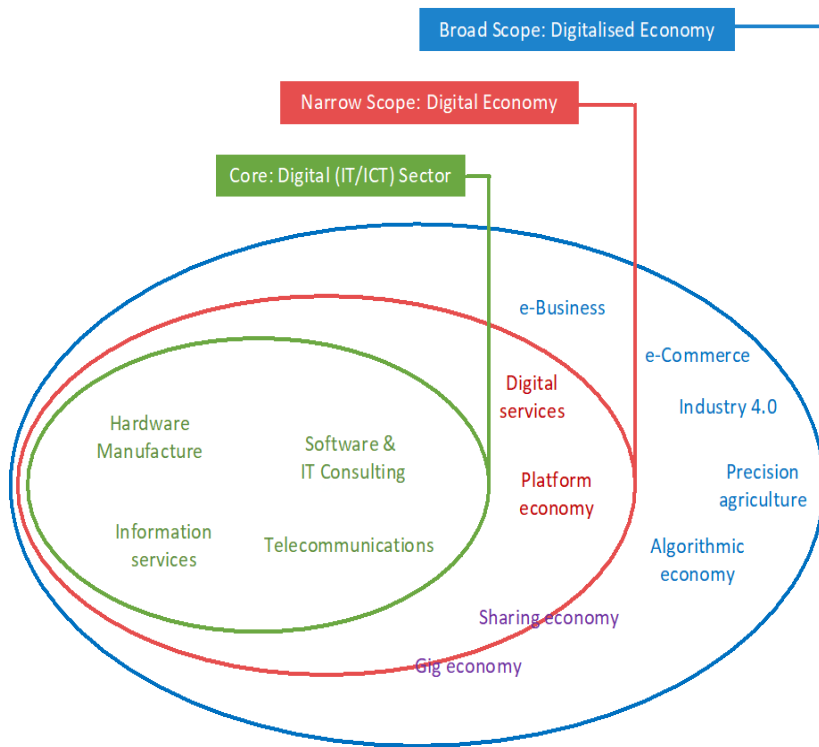 Broad Scope: Digitalised Economy
Narrow Scope: Digital Economy
Core: Digital (IT/ICT) Sector
e-Business
e-Commerce
Digital
services
Industry 4.0
Hardware
Manufacture
Software &
IT Consulting
Platform
economy
Precision
agriculture
Information
services
Telecommunications
Algorithmic
economy
Sharing economy
Gig economy